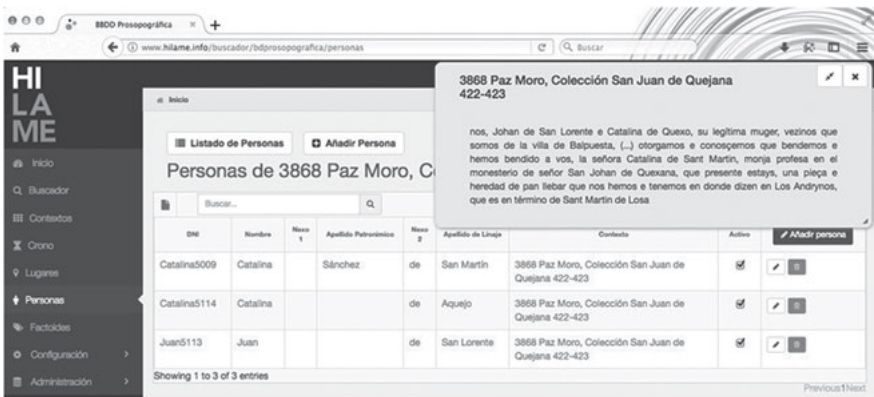 BBDD Prosopográfica
www.hilame.info/buscador/bdprosopografica/personas
Buscar
HI
LA
ME
Inicio
Buscador
Contextos
Crono
Lugares
Personas
Factoides
Configuración
Administración
Inicio
Listado de Personas
Añadir Persona
Personas de 3868 Paz Moro, C
Buscar...
3868 Paz Moro, Colección San Juan de Quejana
422-423
nos, Johan de San Lorente e Catalina de Quexo, su legítima muger, vezinos que
somos de la villa de Balpuesta, (...) otorgamos e conosçemos que bendemos e
hemos bendido a vos, la señora Catalina de Sant Martin, monja profesa en el
monesterio de señor San Johan de Quexana, que presente estays, una pieça e
heredad de pan llebar que nos hemos e tenemos en donde dizen en Los Andrynos,
que es en término de Sant Martin de Losa
DNI Nombre Nexo 1 Apellido Patronímico Nexo 2 Apellido de Linaje Contexto Activo Añadir persona
Catalina5009 Catalina Sánchez de San Martín 3868 Paz Moro, Colección San Juan de
Quejana 422-423
Catalina5114 Catalina de Aquejo 3868 Paz Moro, Colección San Juan de
Quejana 422-423
Juan5113 Juan de San Lorente 3868 Paz Moro, Colección San Juan de
Quejana 422-423
Showing 1 to 3 of 3 entries
Previous1Next